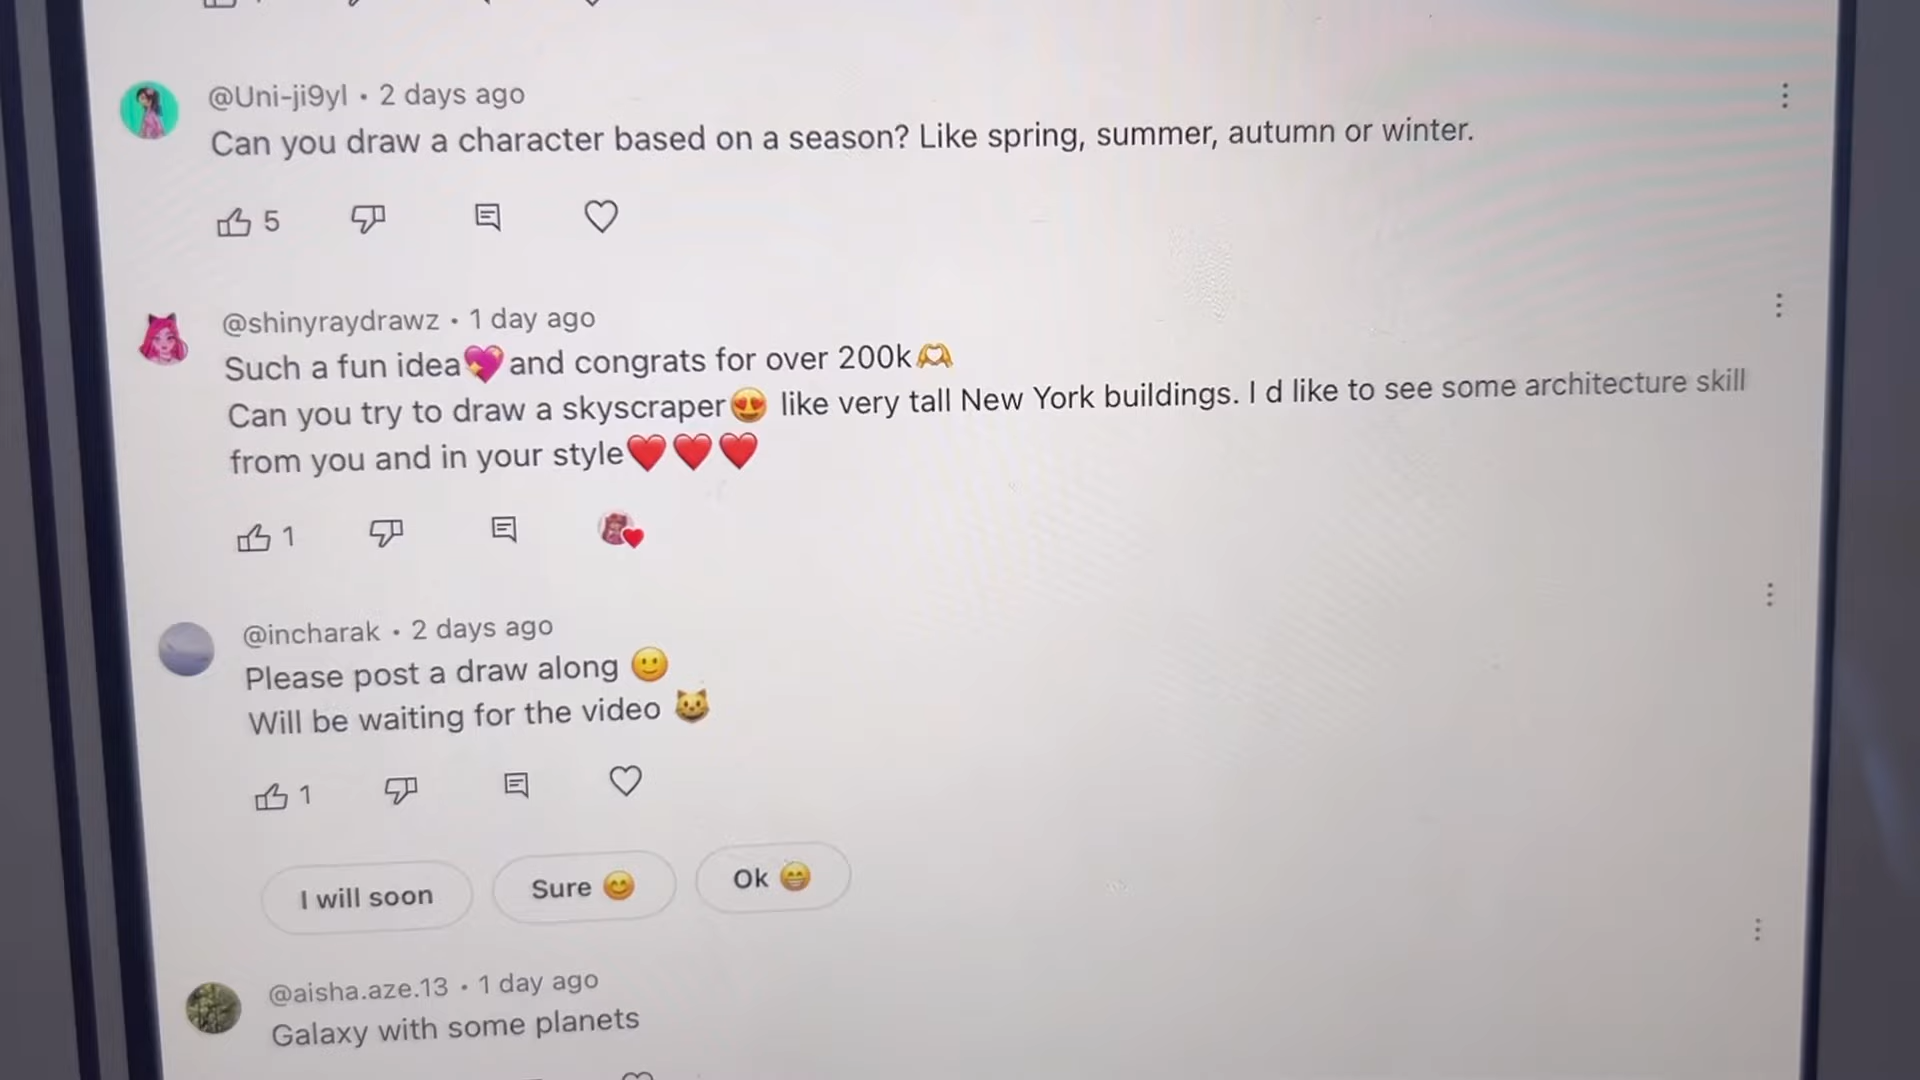 @Uni-ji9yl • 2 days ago
Can you draw a character based on a season? Like spring, summer, autumn or winter.
5
@shinyraydrawz • 1 day ago
Such a fun idea💖and congrats for over 200k🫶
Can you try to draw a skyscraper😍 like very tall New York buildings. I d like to see some architecture skill
from you and in your style❤️❤️❤️
1
@incharak • 2 days ago
Please post a draw along 🙂
Will be waiting for the video 😺
1
I will soon
Sure 😊
Ok 😁
@aisha.aze.13 • 1 day ago
Galaxy with some planets